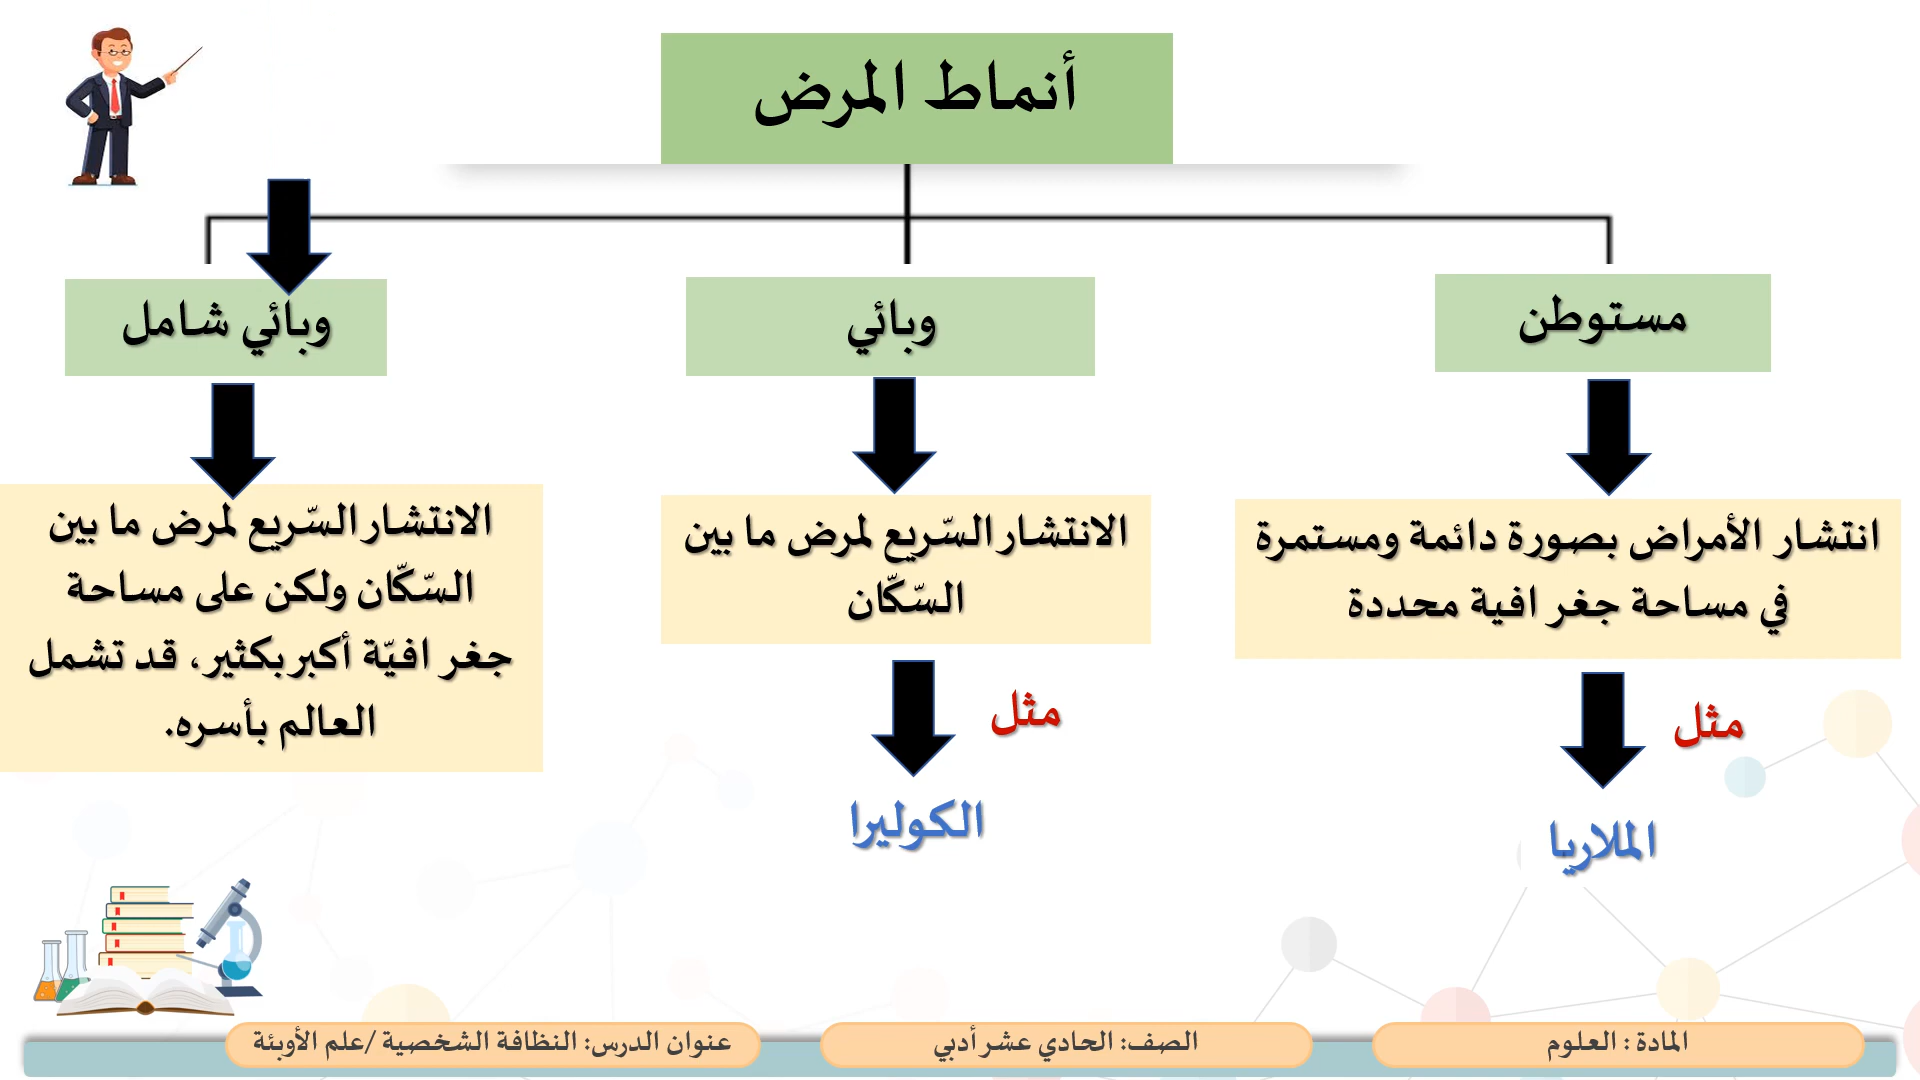 أنماط المرض
مستوطن
انتشار الأمراض بصورة دائمة ومستمرة
في مساحة جغرافية محددة
مثل
الملاريا
وبائي
الانتشار السّريع لمرض ما بين
السّكّان
مثل
الكوليرا
وبائي شامل
الانتشار السّريع لمرض ما بين
السّكّان ولكن على مساحة
جغرافيّة أكبر بكثير، قد تشمل
العالم بأسره.
المادة : العلوم
الصف: الحادي عشر أدبي
عنوان الدرس: النظافة الشخصية /علم الأوبئة